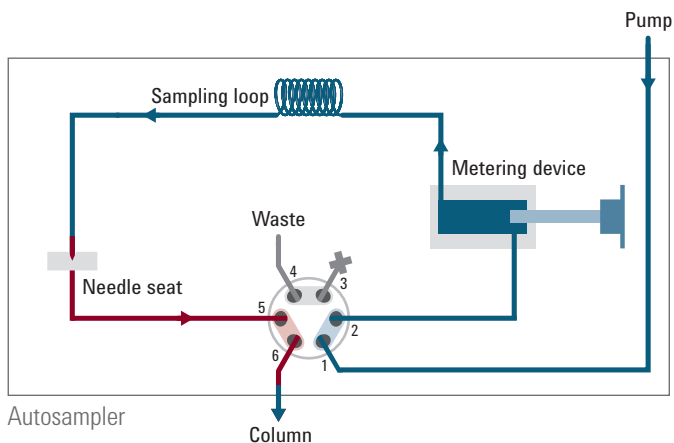 Pump
Sampling loop
Metering device
Waste
4
3
Needle seat
5
2
6
1
Autosampler
Column